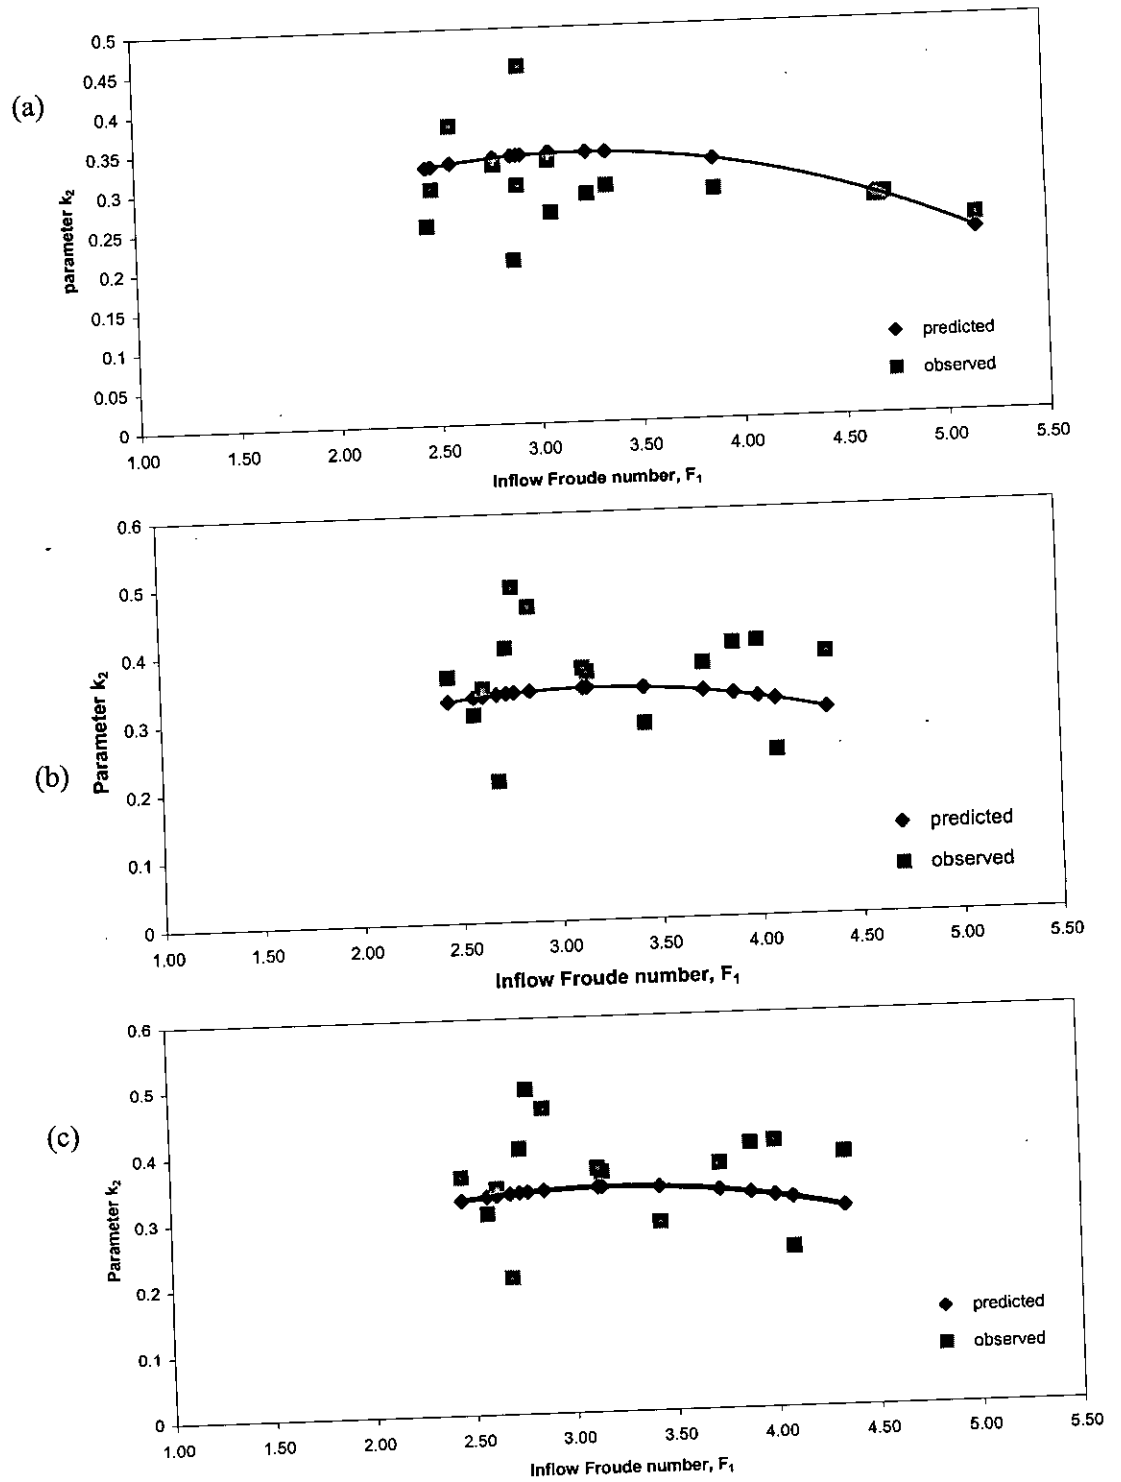 (a)
parameter k2
0.5
0.45
0.4
0.35
0.3
0.25
0.2
0.15
0.1
0.05
0
1.00 1.50 2.00 2.50 3.00 3.50 4.00 4.50 5.00 5.50
Inflow Froude number, F1
predicted
observed
(b)
Parameter k2
0.6
0.5
0.4
0.3
0.2
0.1
0
1.00 1.50 2.00 2.50 3.00 3.50 4.00 4.50 5.00 5.50
Inflow Froude number, F1
predicted
observed
(c)
Parameter k2
0.6
0.5
0.4
0.3
0.2
0.1
0
1.00 1.50 2.00 2.50 3.00 3.50 4.00 4.50 5.00 5.50
Inflow Froude number, F1
predicted
observed